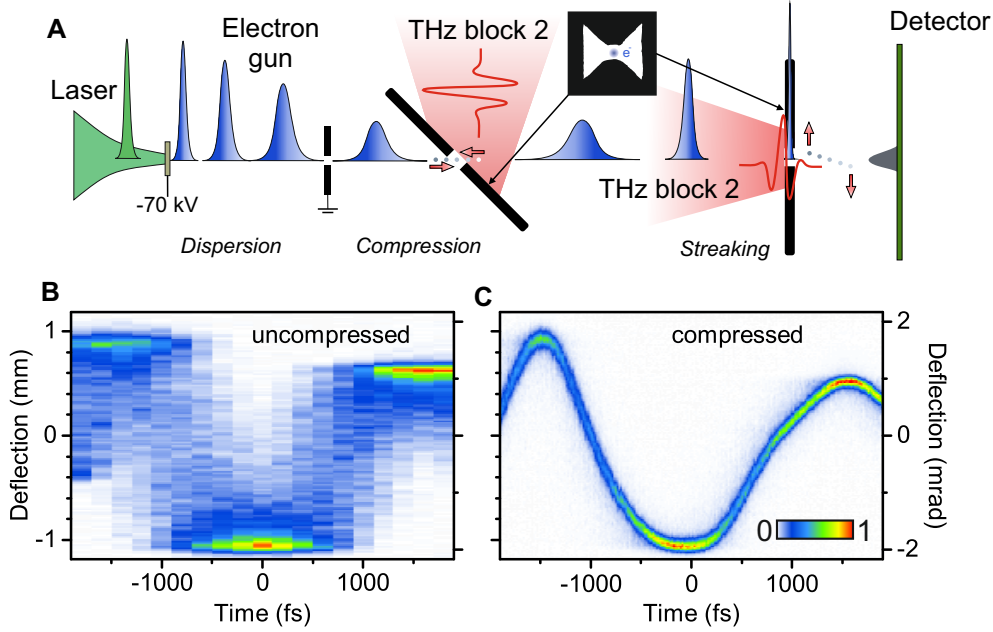 A
Laser
Electron
gun
THz block 2
e-
Detector
-70 kV
THz block 2
Dispersion
Compression
Streaking
B
uncompressed
Deflection (mm)
1
0
-1
-1000
0
1000
Time (fs)
C
compressed
0
1
2
0
-2
Deflection (mrad)
-1000
0
1000
Time (fs)